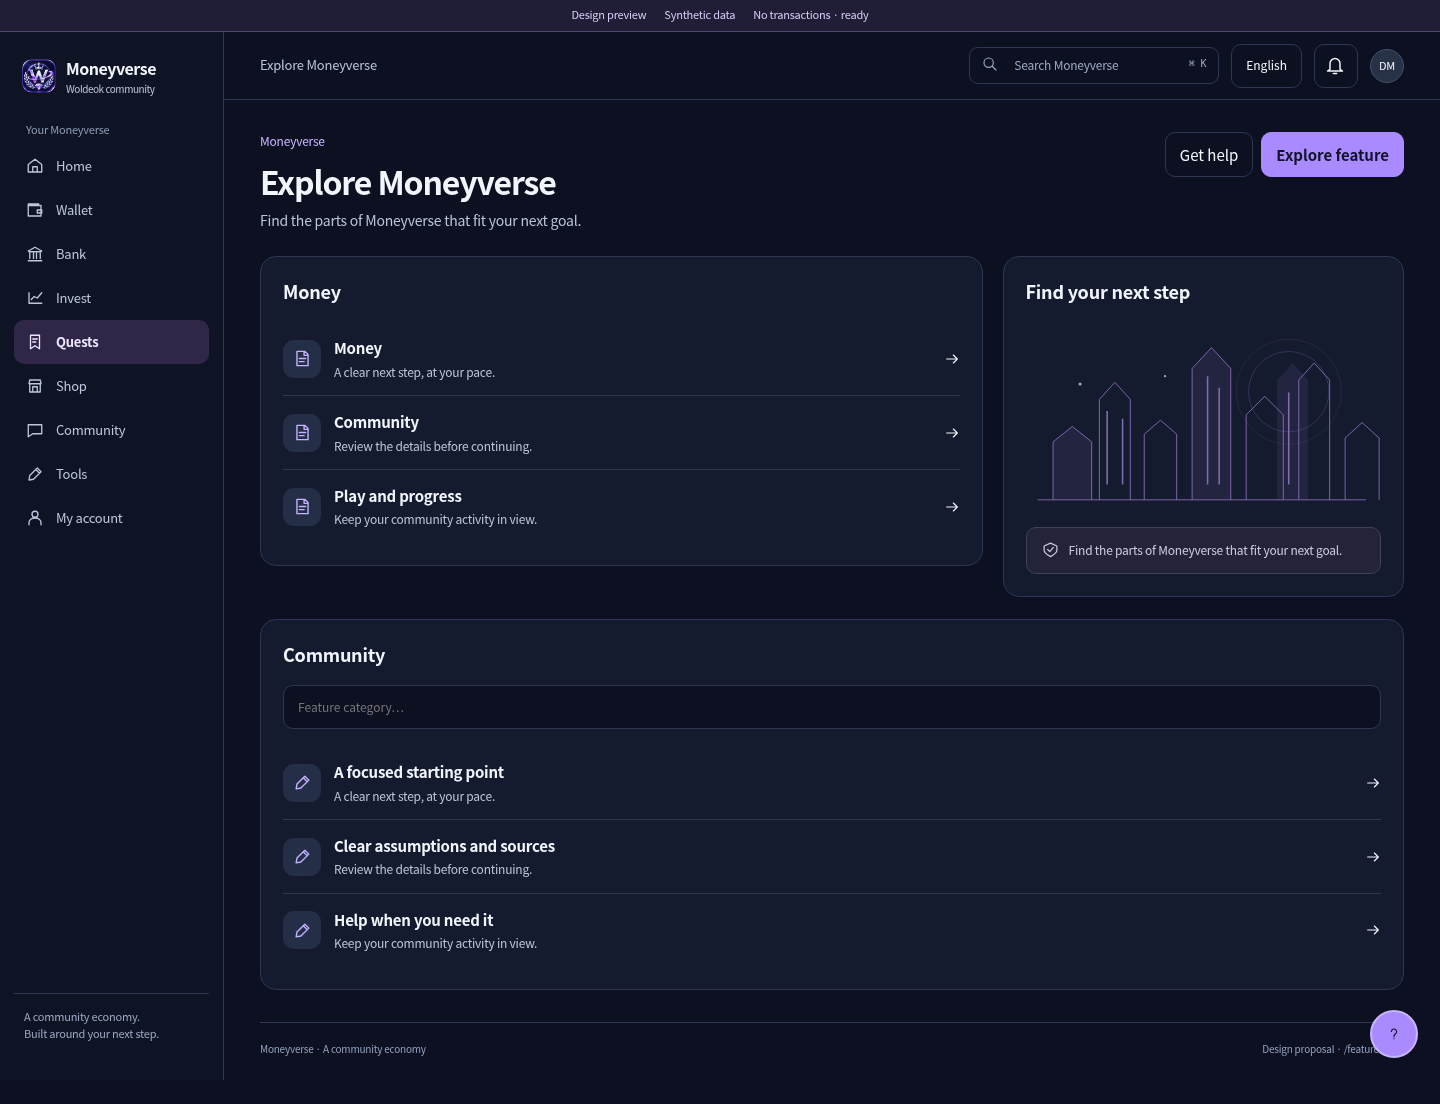 Design preview Synthetic data No transactions · ready
Moneyverse
Woldeok community
Your Moneyverse
Home
Wallet
Bank
Invest
Quests
Shop
Community
Tools
My account
A community economy.
Built around your next step.
Explore Moneyverse
Search Moneyverse ⌘ K
English
DM
Moneyverse
Explore Moneyverse
Find the parts of Moneyverse that fit your next goal.
Get help
Explore feature
Money
Money
A clear next step, at your pace.
Community
Review the details before continuing.
Play and progress
Keep your community activity in view.
Find your next step
Find the parts of Moneyverse that fit your next goal.
Community
Feature category…
A focused starting point
A clear next step, at your pace.
Clear assumptions and sources
Review the details before continuing.
Help when you need it
Keep your community activity in view.
Moneyverse · A community economy
Design proposal ·
?